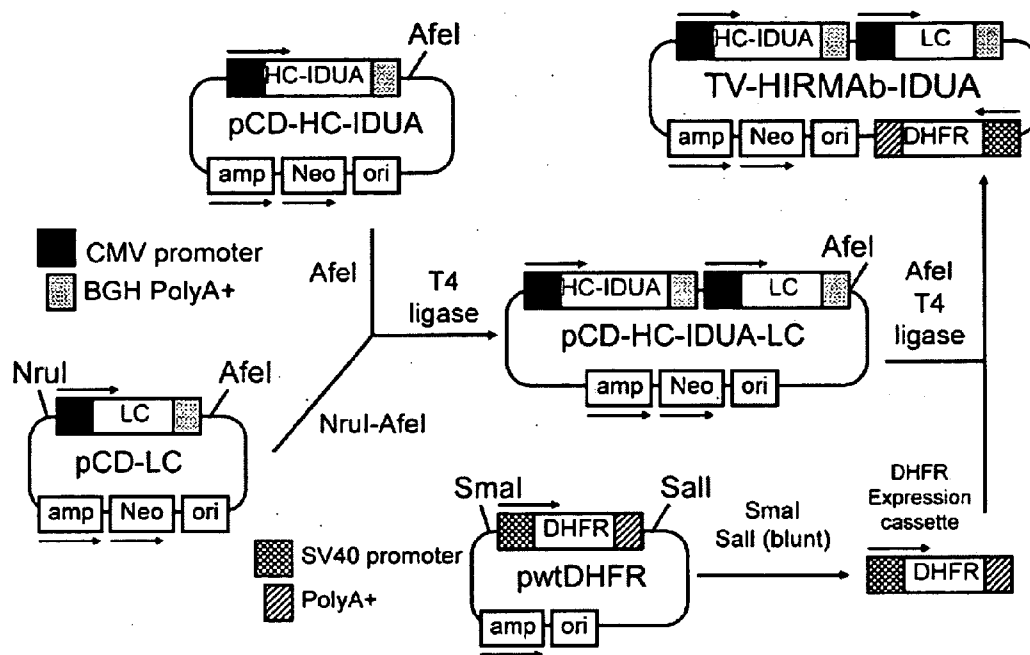 AfeI
HC-IDUA
pCD-HC-IDUA
amp
Neo
ori
HC-IDUA
LC
TV-HIRMAb-IDUA
amp
Neo
ori
DHFR
CMV promoter
BGH PolyA+
AfeI
T4
ligase
NruI-AfeI
NruI
AfeI
LC
pCD-LC
amp
Neo
ori
AfeI
HC-IDUA
LC
pCD-HC-IDUA-LC
amp
Neo
ori
AfeI
T4
ligase
SV40 promoter
PolyA+
SmaI
SalI
DHFR
pwtDHFR
amp
ori
SmaI
SalI (blunt)
DHFR
Expression
cassette
DHFR